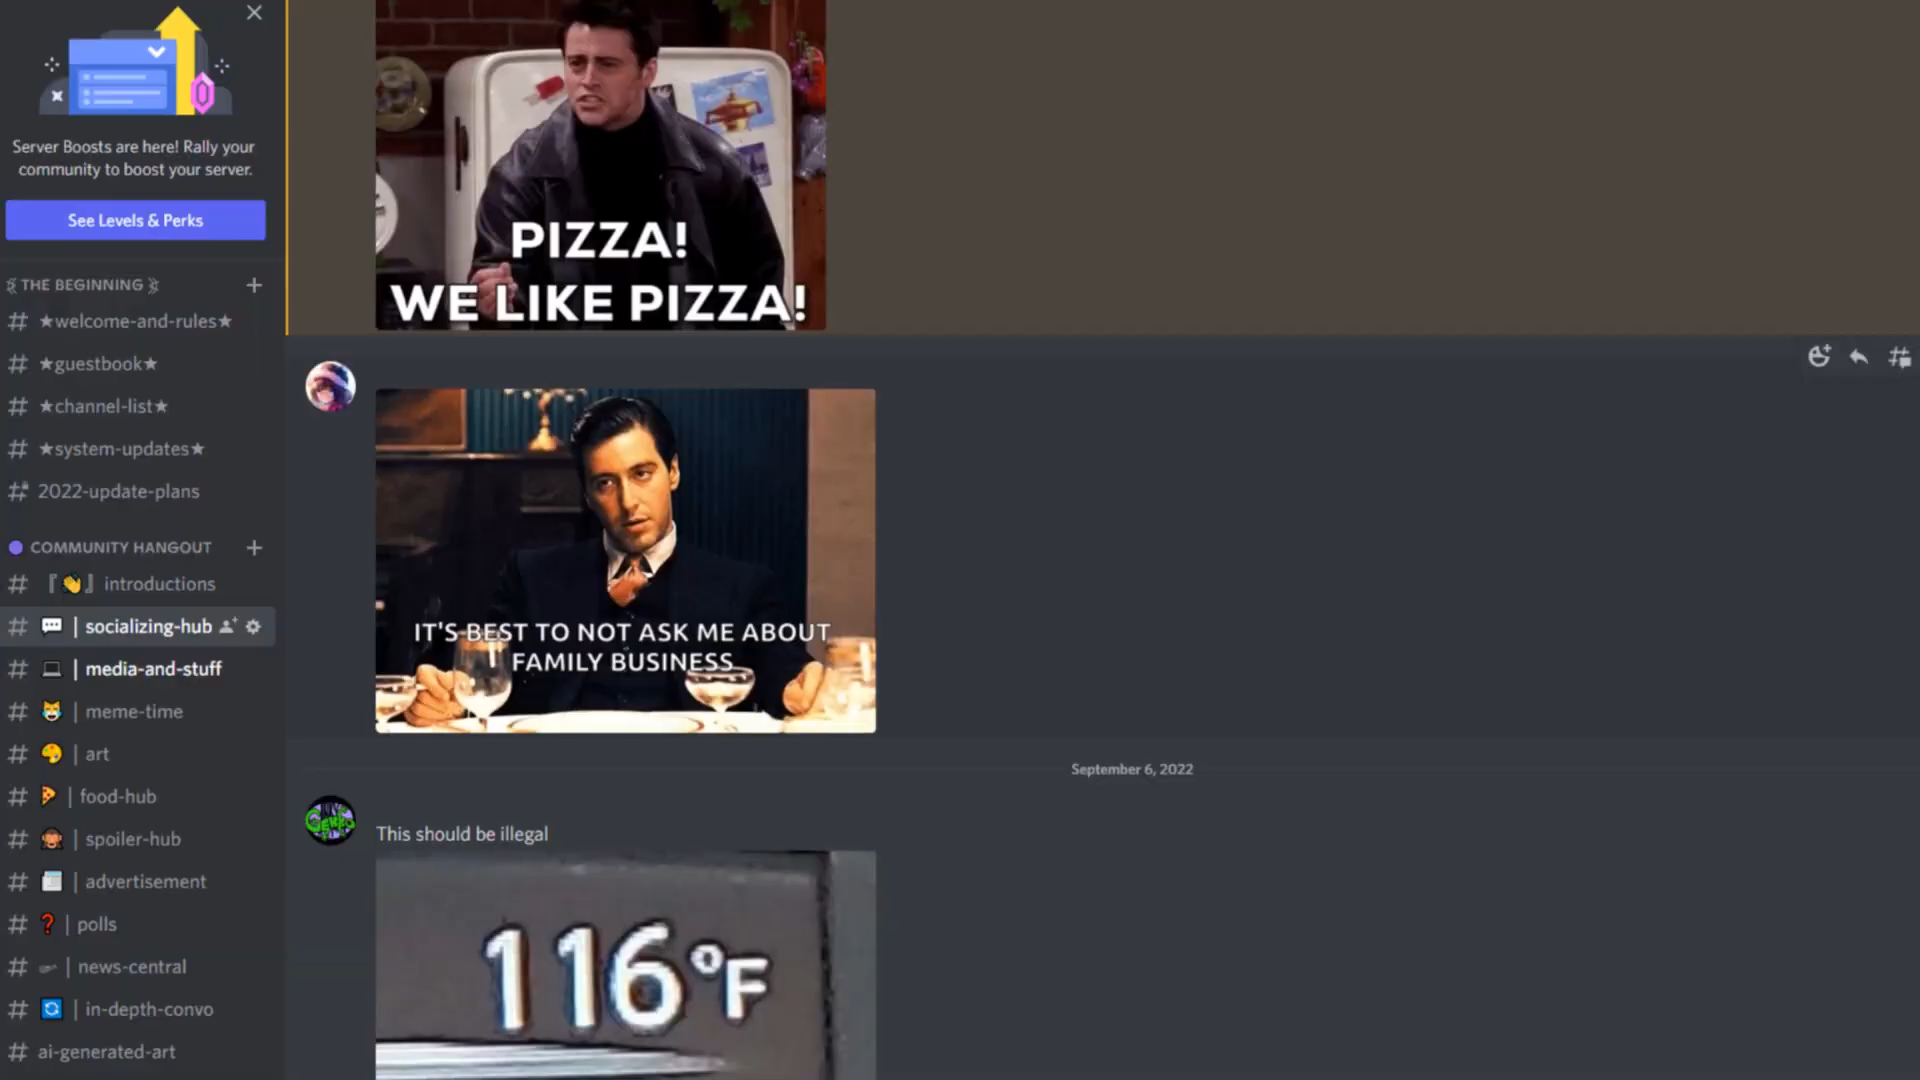 Server Boosts are here! Rally your
community to boost your server.
See Levels & Perks
THE BEGINNING
★welcome-and-rules★
★guestbook★
★channel-list★
★system-updates★
2022-update-plans
COMMUNITY HANGOUT
『👋』 introductions
💬 | socializing-hub
💻 | media-and-stuff
😹 | meme-time
🎨 | art
🍕 | food-hub
🙈 | spoiler-hub
| advertisement
❓ | polls
| news-central
🔄 | in-depth-convo
ai-generated-art
PIZZA!
WE LIKE PIZZA!
IT'S BEST TO NOT ASK ME ABOUT
FAMILY BUSINESS
September 6, 2022
This should be illegal
116°F